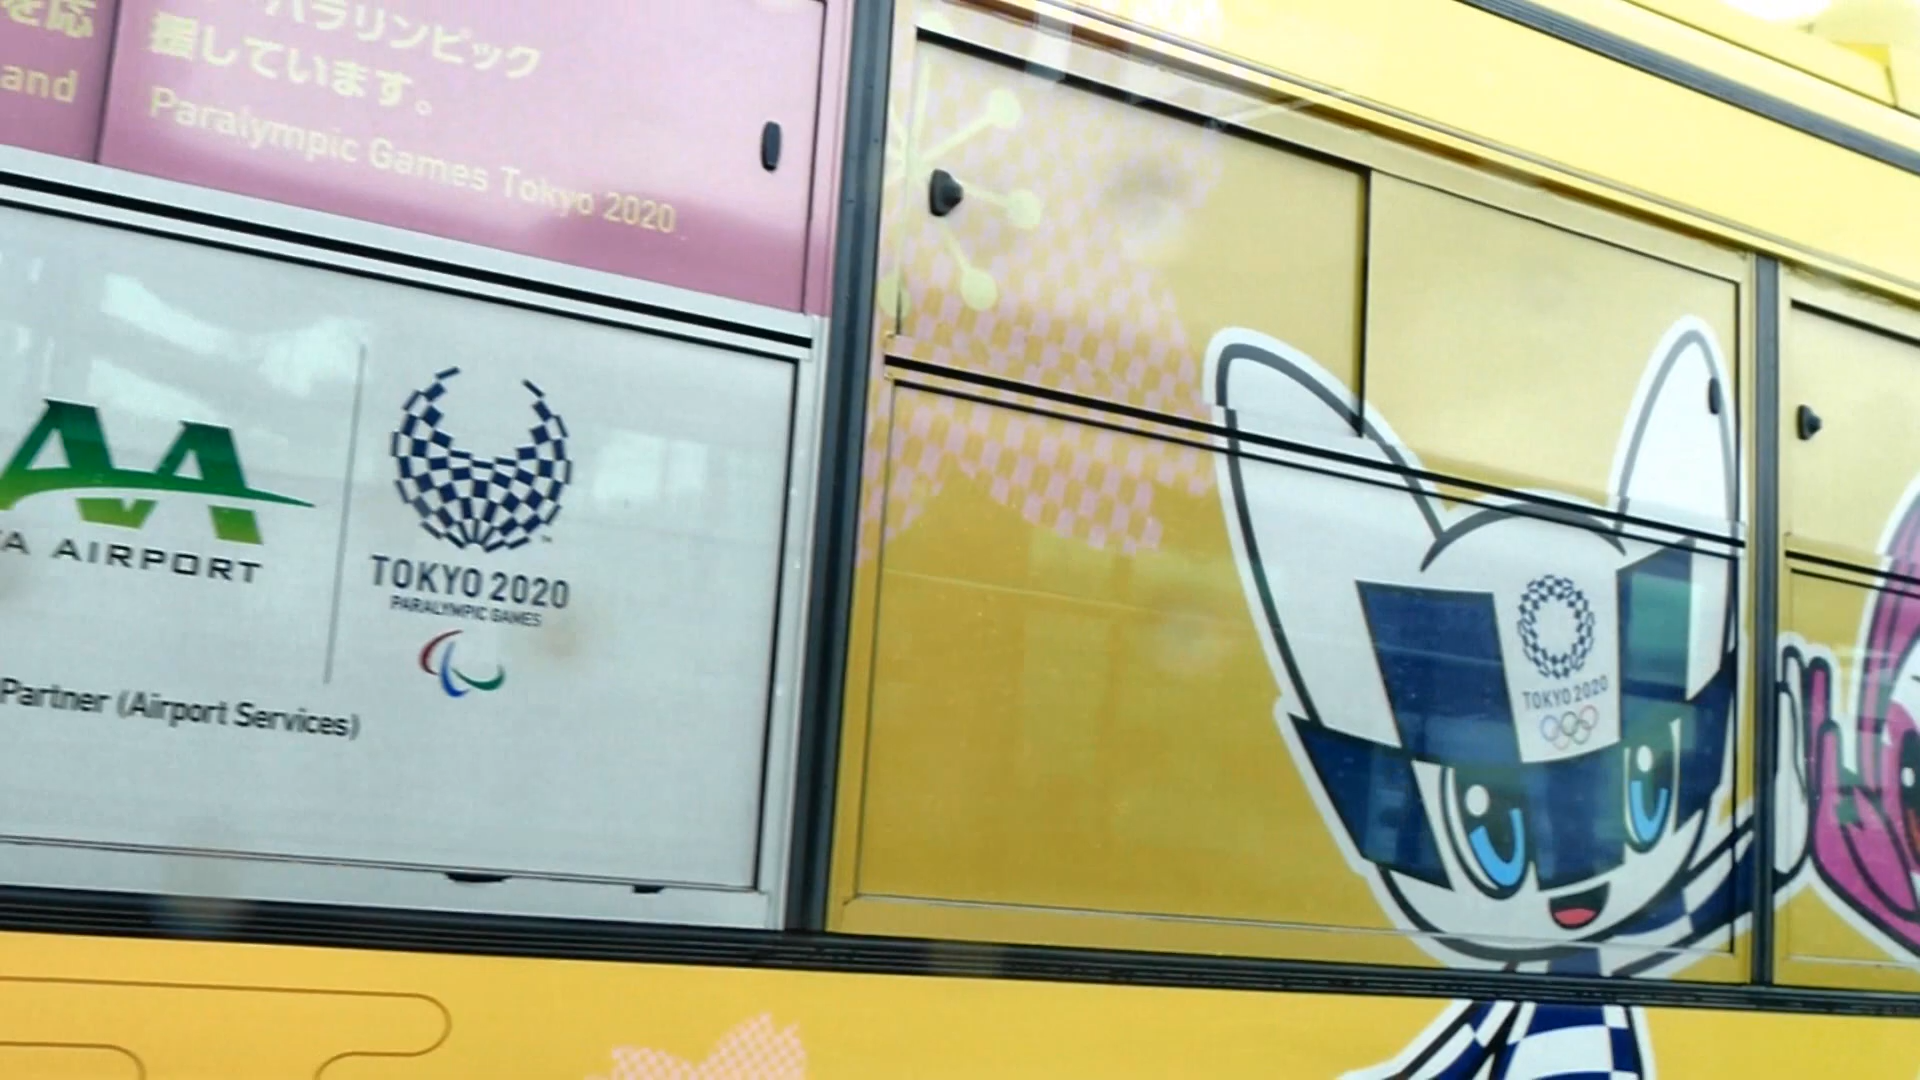 を応
and
パラリンピック
援しています。
Paralympic Games Tokyo 2020
AA
AIRPORT
TOKYO 2020
PARALYMPIC GAMES
Partner (Airport Services)
TOKYO 2020